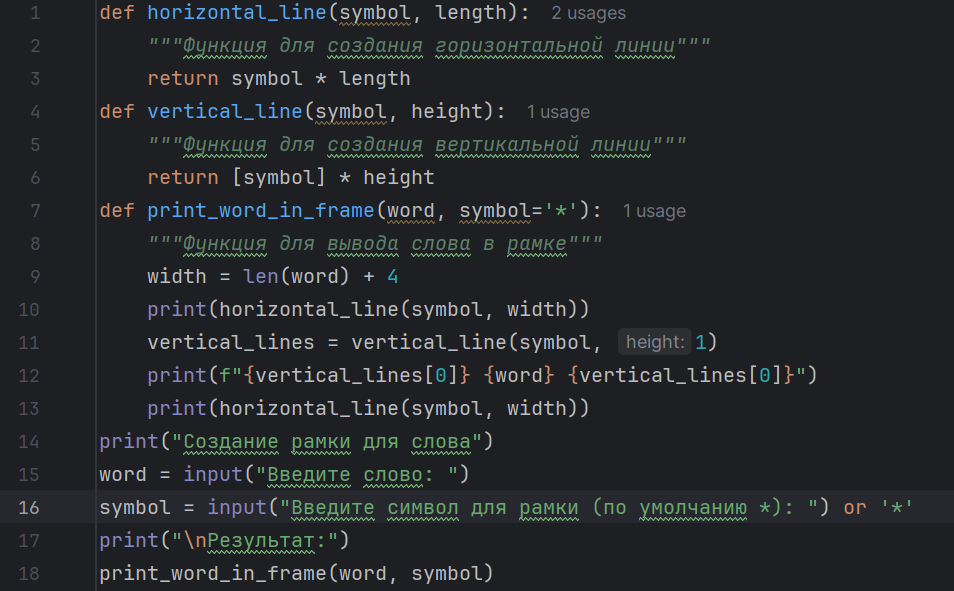 1 def horizontal_line(symbol, length): 2 usages
2     """Функция для создания горизонтальной линии"""
3     return symbol * length
4 def vertical_line(symbol, height): 1 usage
5     """Функция для создания вертикальной линии"""
6     return [symbol] * height
7 def print_word_in_frame(word, symbol='*'): 1 usage
8     """Функция для вывода слова в рамке"""
9     width = len(word) + 4
10     print(horizontal_line(symbol, width))
11     vertical_lines = vertical_line(symbol, height: 1)
12     print(f"{vertical_lines[0]} {word} {vertical_lines[0]}")
13     print(horizontal_line(symbol, width))
14 print("Создание рамки для слова")
15 word = input("Введите слово: ")
16 symbol = input("Введите символ для рамки (по умолчанию *): ") or '*'
17 print("\nРезультат:")
18 print_word_in_frame(word, symbol)